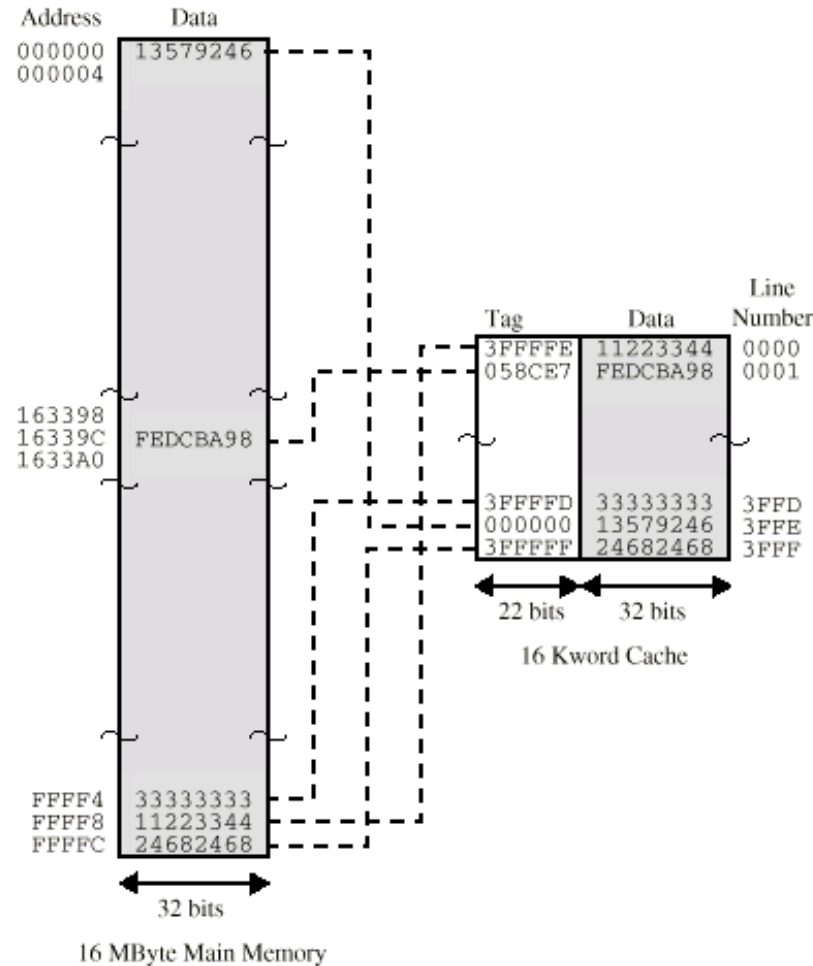 Address Data
000000 13579246
000004
163398
16339C FEDCBA98
1633A0
FFFF4 33333333
FFFF8 11223344
FFFFC 24682468
32 bits
16 MByte Main Memory
Line
Tag Data Number
3FFFFE 11223344 0000
058CE7 FEDCBA98 0001
3FFFFD 33333333 3FFD
000000 13579246 3FFE
3FFFFF 24682468 3FFF
22 bits 32 bits
16 Kword Cache